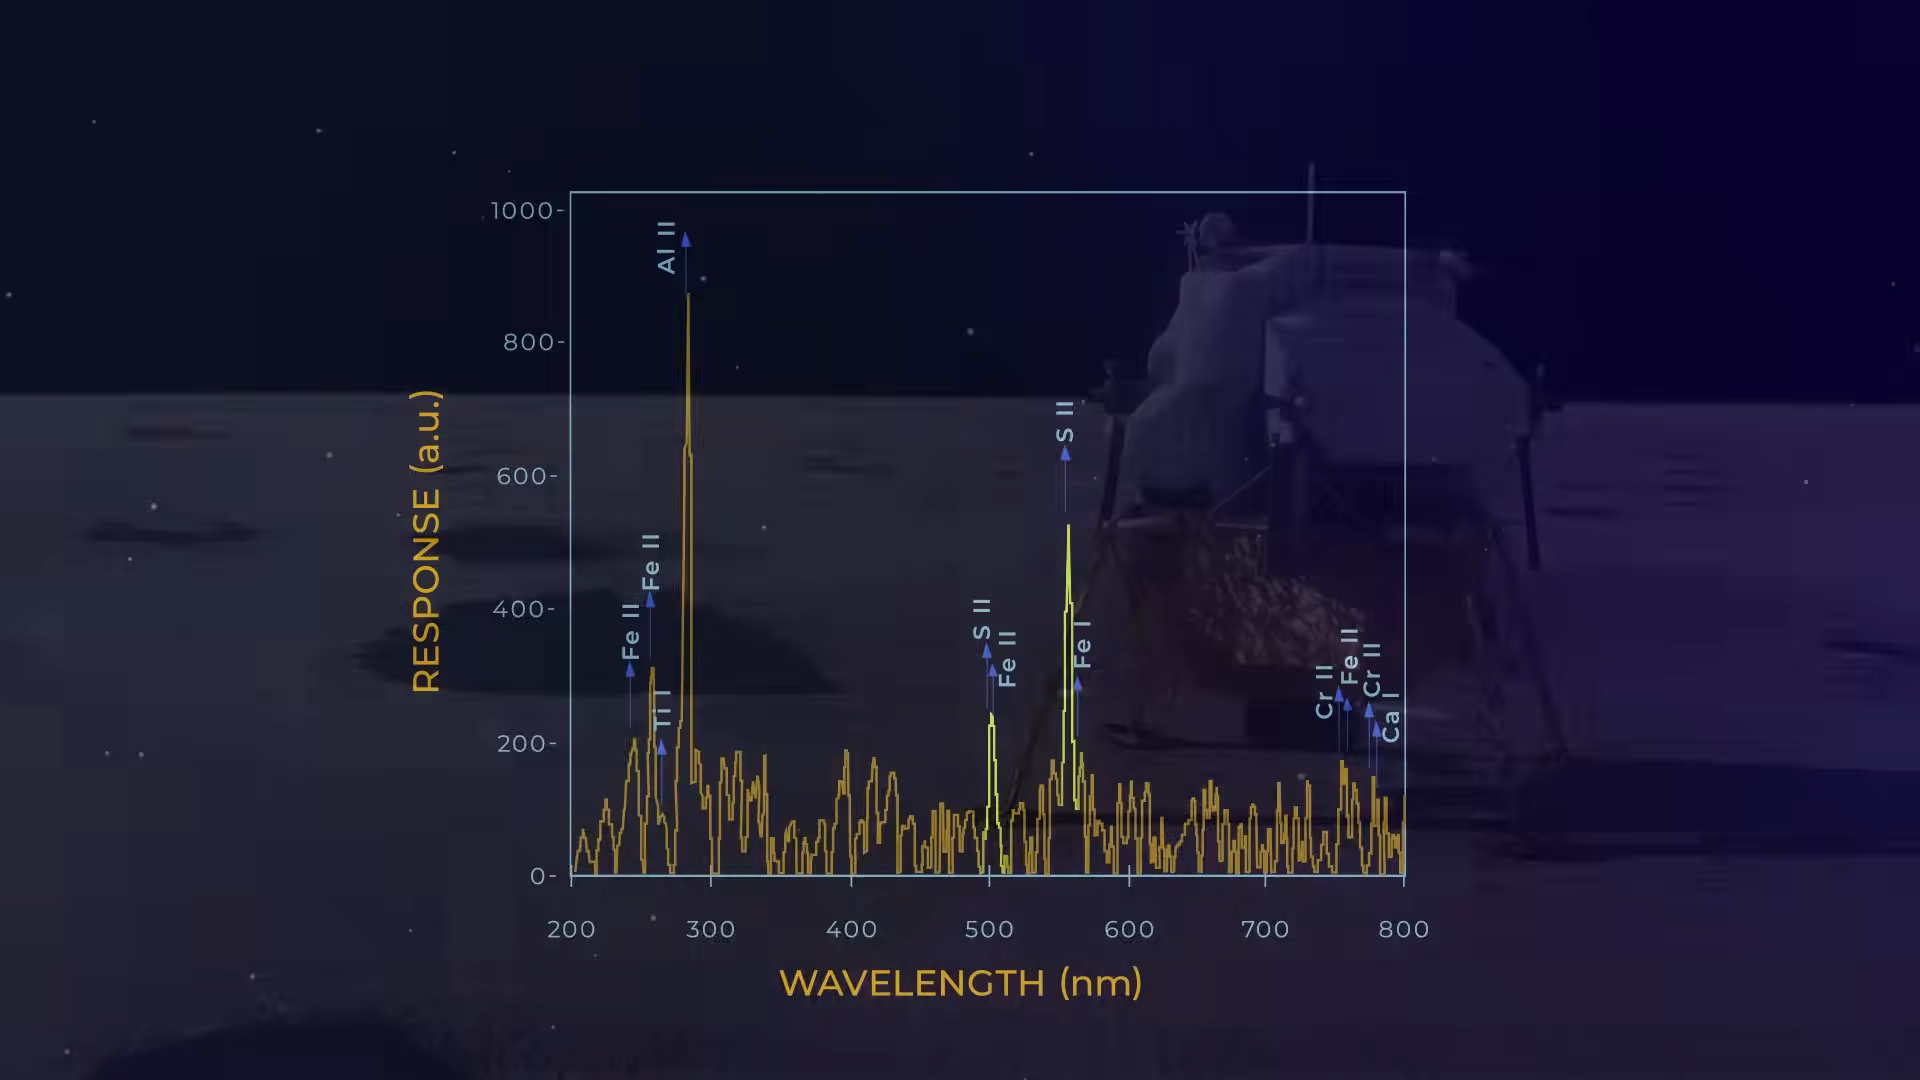 1000-
800-
600-
400-
200-
0-
RESPONSE (a.u.)
Al II
S II
Fe II
Fe II
Ti I
S II
Fe II
Fe I
Cr II
Fe II
Cr II
Ca I
200 300 400 500 600 700 800
WAVELENGTH (nm)